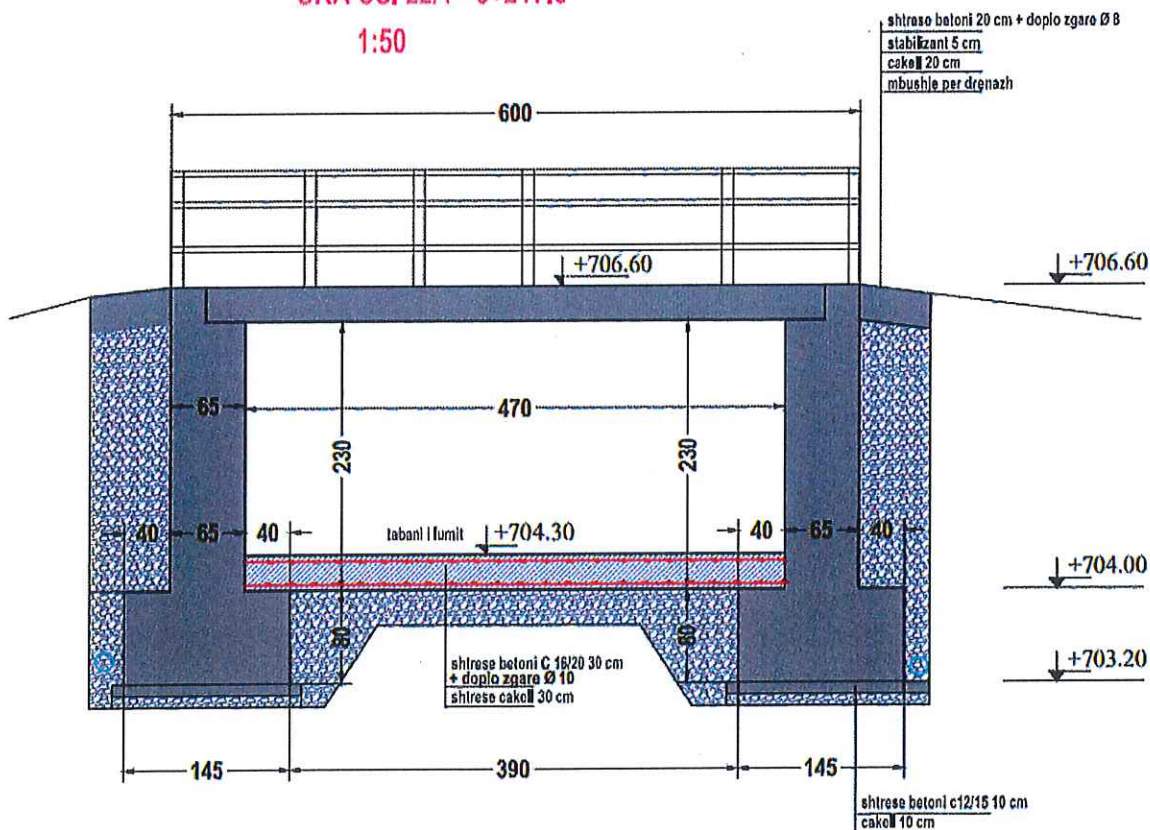 1:50
shtrese betoni 20 cm + doplo zgare Ø 8
stabilizant 5 cm
cakell 20 cm
mbushje per drenazh
600
+706.60
+706.60
65
470
230
230
40
65
40
tabani i lumit
+704.30
40
65
40
+704.00
80
80
shtrese betoni C 16/20 30 cm
+ doplo zgare Ø 10
shtrese cakell 30 cm
+703.20
145
390
145
shtrese betoni c12/15 10 cm
cakell 10 cm